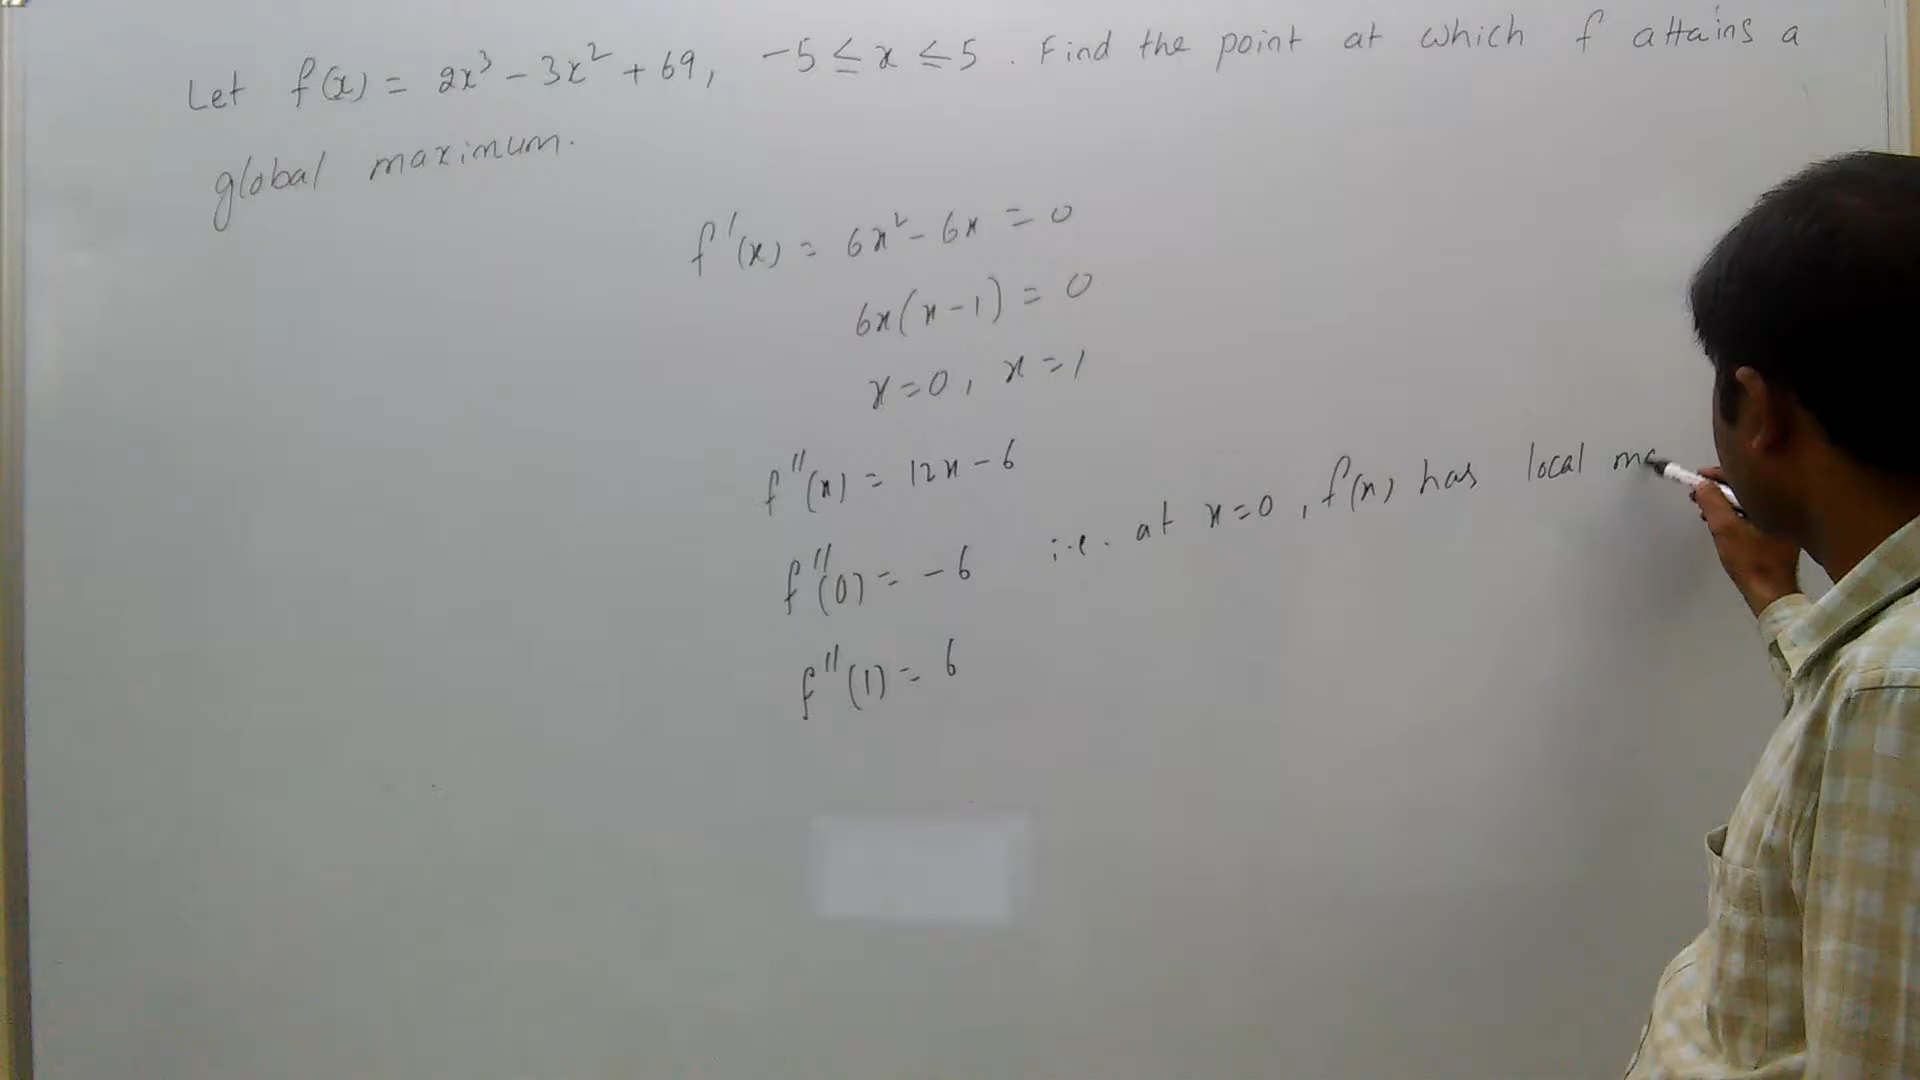 Let f(x) = 2x³ - 3x² + 69, -5 ≤ x ≤ 5. Find the point at which f attains a
global maximum.
f'(x) = 6x² - 6x = 0
6x(x-1) = 0
x=0, x=1
f''(x) = 12x - 6
f''(0) = -6 i.e. at x=0, f(x) has local ma
f''(1) = 6